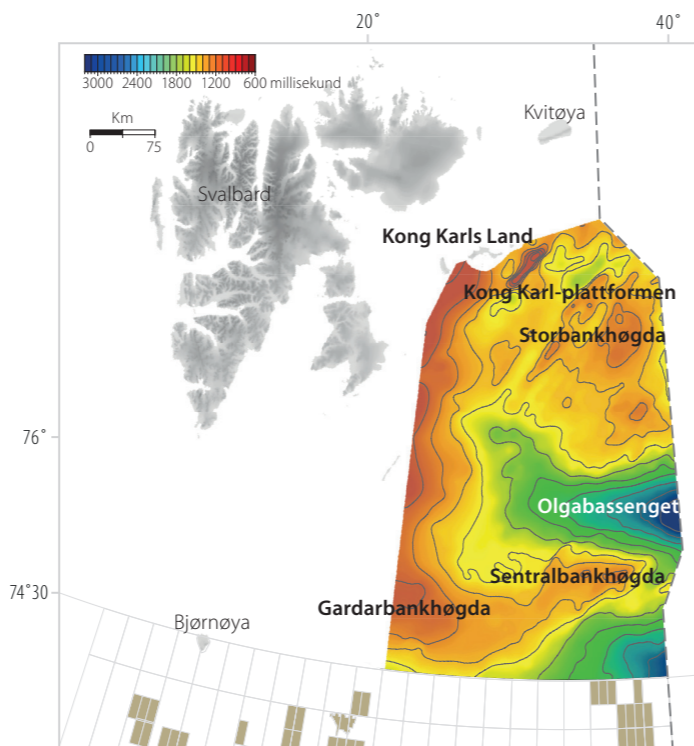 20° 40°
3000 2400 1800 1200 600 millisekund
Km
0 75
Kvitøya
Svalbard
Kong Karls Land
Kong Karl-plattformen
Storbankhøgda
76°
Olgabassenget
Sentralbankhøgda
74°30
Gardarbankhøgda
Bjørnøya